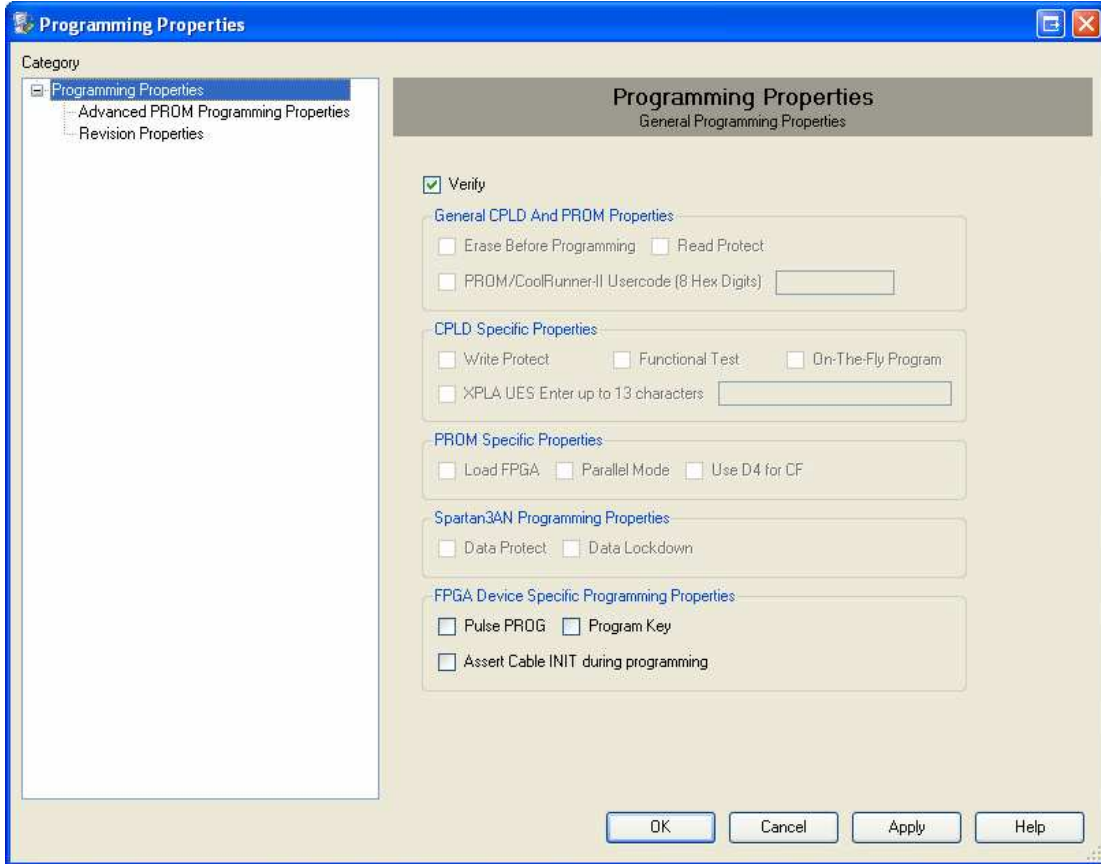 Programming Properties
Category
Programming Properties
Advanced PROM Programming Properties
Revision Properties
Programming Properties
General Programming Properties
Verify
General CPLD And PROM Properties
Erase Before Programming Read Protect
PROM/CoolRunner-II Usercode (8 Hex Digits)
CPLD Specific Properties
Write Protect Functional Test On-The-Fly Program
XPLA UES Enter up to 13 characters
PROM Specific Properties
Load FPGA Parallel Mode Use D4 for CF
Spartan3AN Programming Properties
Data Protect Data Lockdown
FPGA Device Specific Programming Properties
Pulse PROG Program Key
Assert Cable INIT during programming
OK Cancel Apply Help